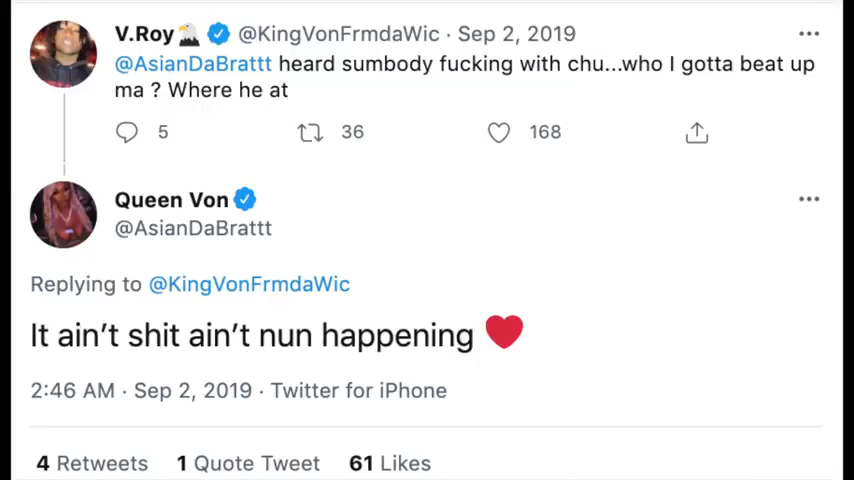 V.Roy🦅 @KingVonFrmdaWic · Sep 2, 2019
@AsianDaBrattt heard sumbody fucking with chu...who I gotta beat up
ma ? Where he at
5 36 168
Queen Von
@AsianDaBrattt
Replying to @KingVonFrmdaWic
It ain’t shit ain’t nun happening ❤️
2:46 AM · Sep 2, 2019 · Twitter for iPhone
4 Retweets 1 Quote Tweet 61 Likes